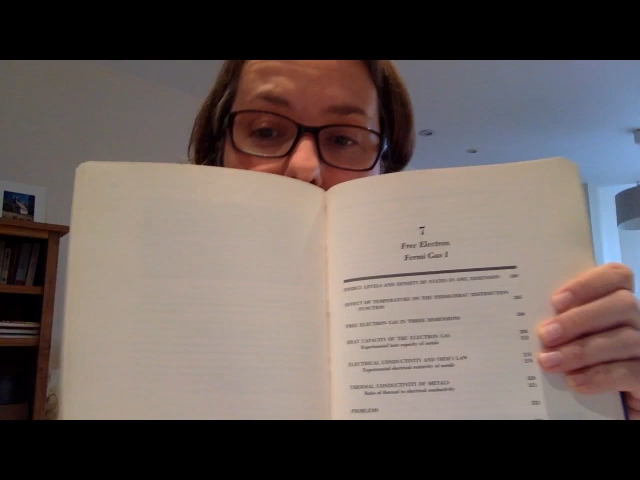 7
Free Electron
Fermi Gas I
ENERGY LEVELS AND DENSITY OF STATES IN ONE DIMENSION
EFFECT OF TEMPERATURE ON THE FERMI-DIRAC DISTRIBUTION
FUNCTION
FREE ELECTRON GAS IN THREE DIMENSIONS
HEAT CAPACITY OF THE ELECTRON GAS
Experimental heat capacity of metals
ELECTRICAL CONDUCTIVITY AND OHM'S LAW
Experimental electrical resistivity of metals
THERMAL CONDUCTIVITY OF METALS
Ratio of thermal to electrical conductivity
PROBLEMS